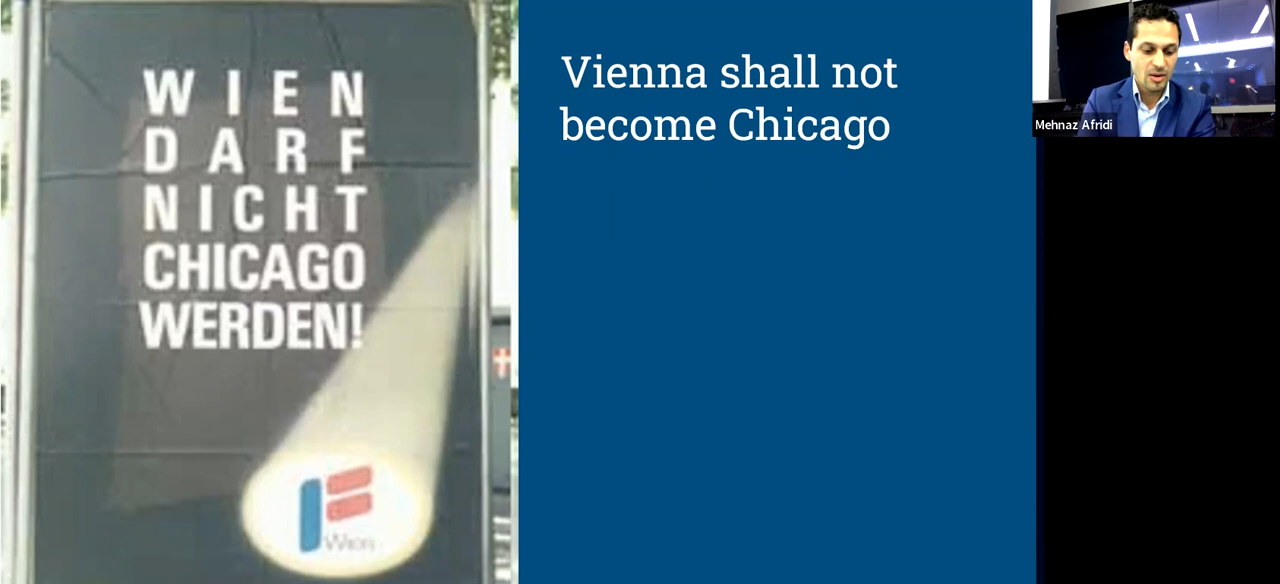 WIEN
DARF
NICHT
CHICAGO
WERDEN!
F
Wien
Vienna shall not
become Chicago
Mehnaz Afridi